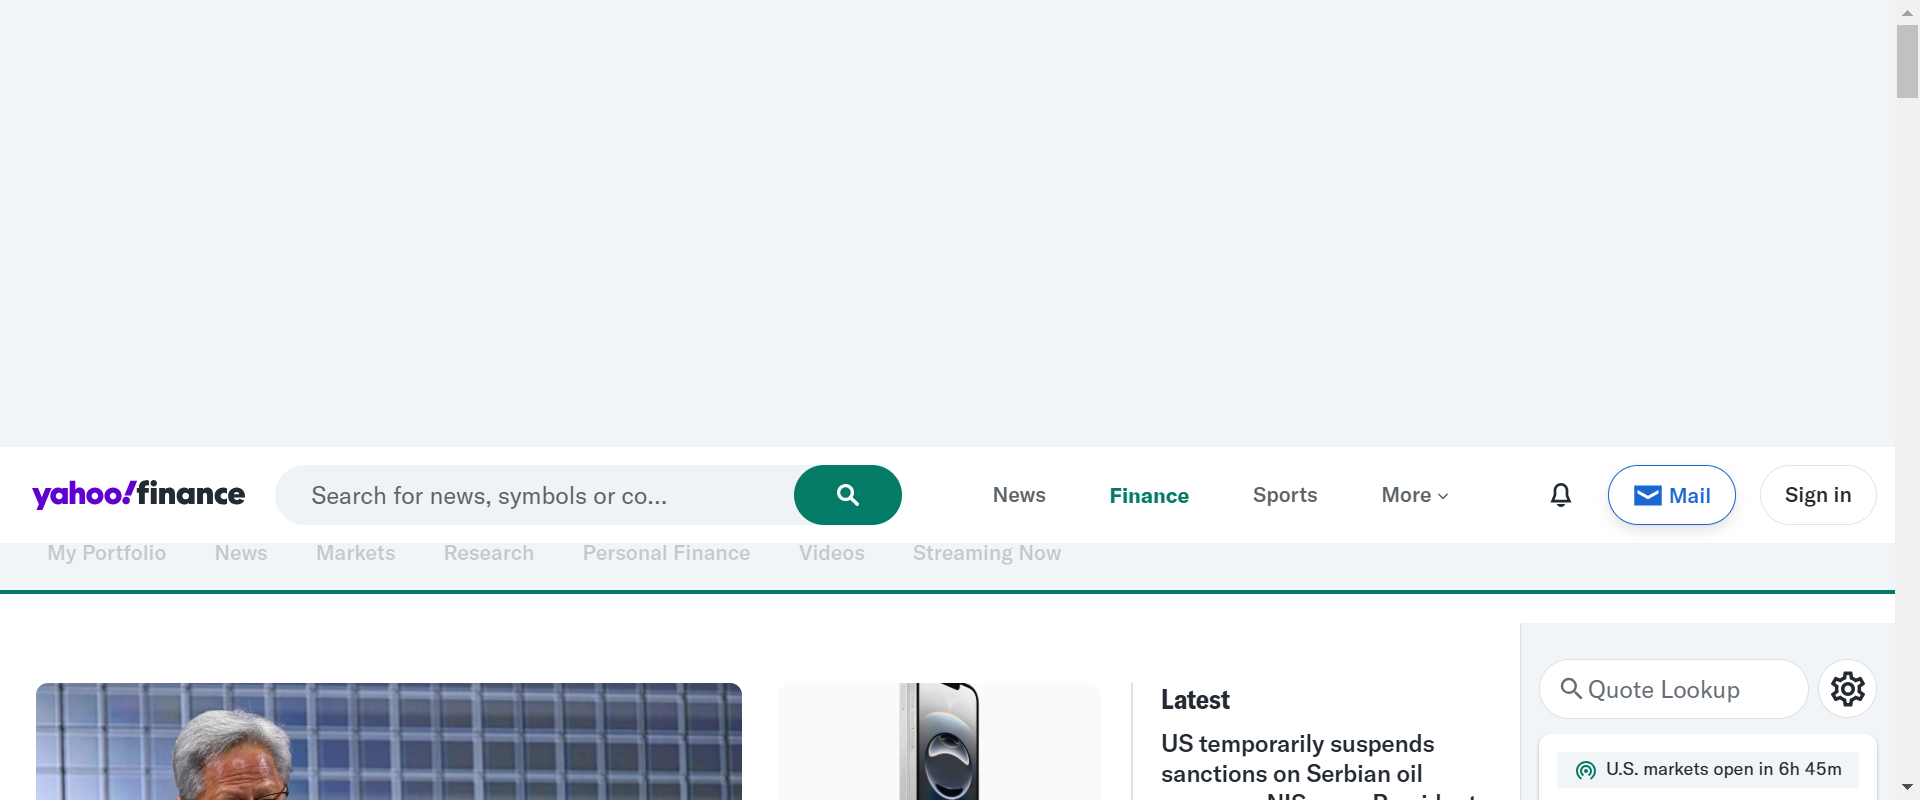 yahoo!finance
Search for news, symbols or co...
News
Finance
Sports
More
Mail
Sign in
My Portfolio
News
Markets
Research
Personal Finance
Videos
Streaming Now
Latest
US temporarily suspends
sanctions on Serbian oil
Quote Lookup
U.S. markets open in 6h 45m